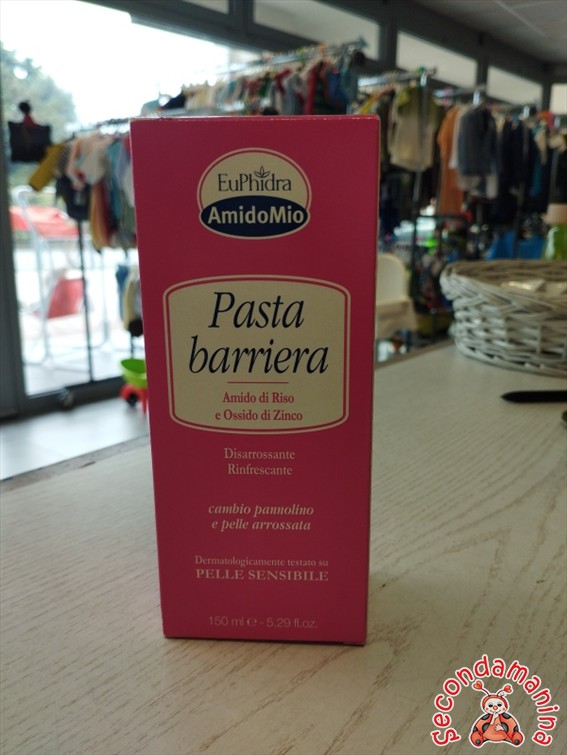 EuPhidra
AmidoMio
Pasta
barriera
Amido di Riso
e Ossido di Zinco
Disarrossante
Rinfrescante
cambio pannolino
e pelle arrossata
Dermatologicamente testato su
PELLE SENSIBILE
150 ml ℮ - 5.29 fl.oz.
secondamanina